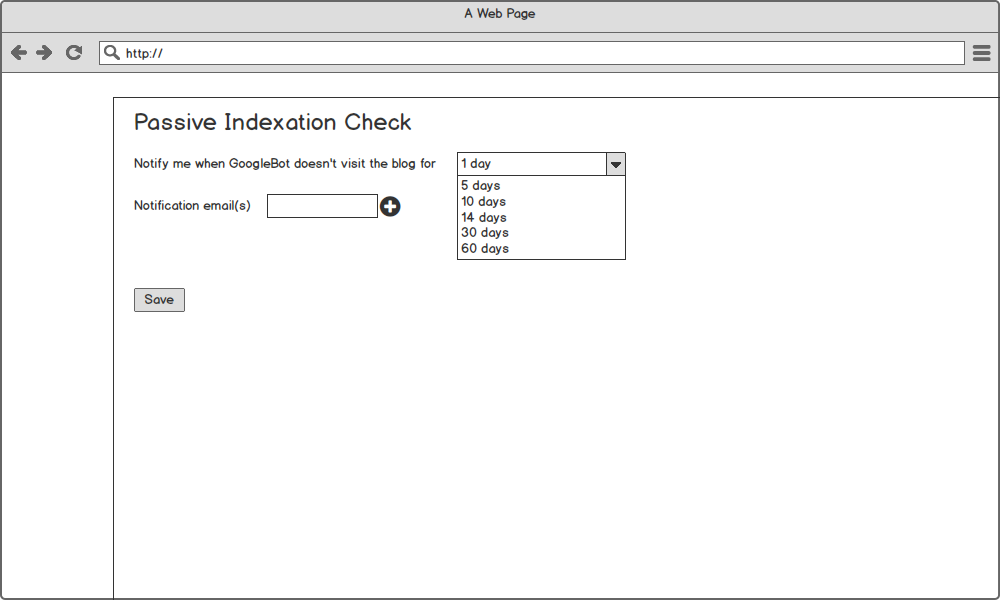 A Web Page
http://
Passive Indexation Check
Notify me when GoogleBot doesn't visit the blog for
1 day
5 days
10 days
14 days
30 days
60 days
Notification email(s)
Save